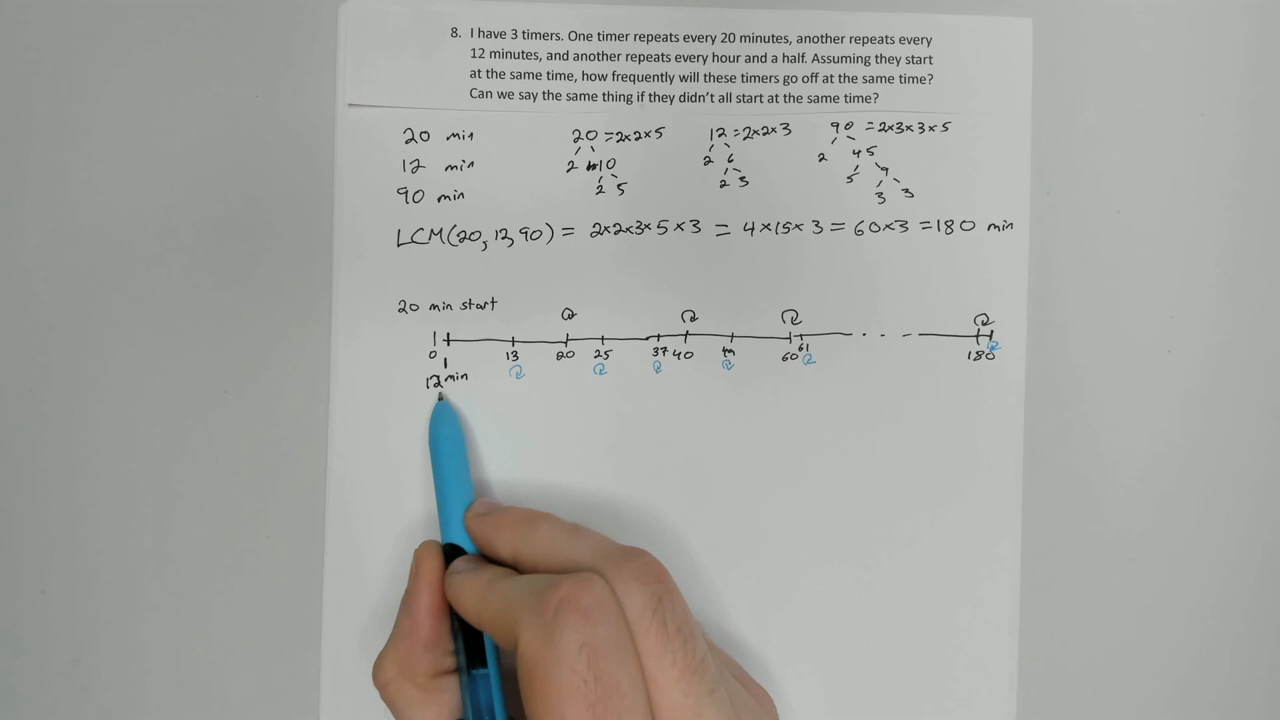 8. I have 3 timers. One timer repeats every 20 minutes, another repeats every
12 minutes, and another repeats every hour and a half. Assuming they start
at the same time, how frequently will these timers go off at the same time?
Can we say the same thing if they didn't all start at the same time?
20 min 20 = 2×2×5 12 = 2×2×3 90 = 2×3×3×5
2 10 2 6 2 45
12 min 2 5 2 3 5 9
90 min 3 3
LCM(20, 12, 90) = 2×2×3×5×3 = 4×15×3 = 60×3 = 180 min
20 min start
0 1 13 20 25 37 40 60 61 180
12 min